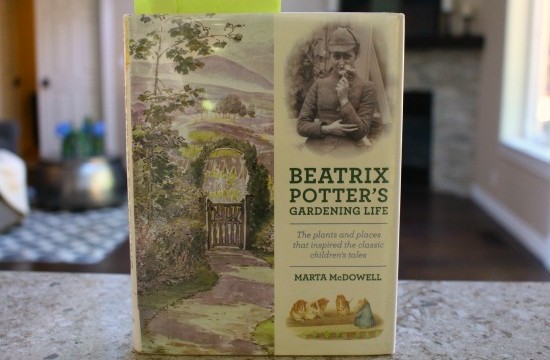 BEATRIX
POTTER'S
GARDENING LIFE
The plants and places
that inspired the classic
children's tales
MARTA McDOWELL